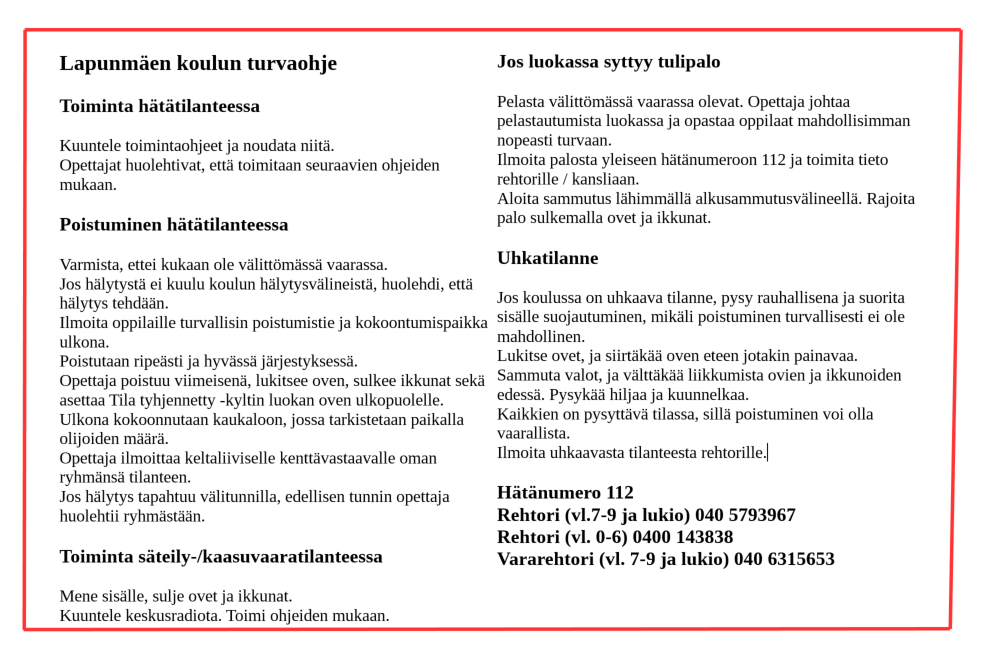 Lapunmäen koulun turvaohje
Toiminta hätätilanteessa
Kuuntele toimintaohjeet ja noudata niitä.
Opettajat huolehtivat, että toimitaan seuraavien ohjeiden
mukaan.
Poistuminen hätätilanteessa
Varmista, ettei kukaan ole välittömässä vaarassa.
Jos hälytystä ei kuulu koulun hälytysvälineistä, huolehdi, että
hälytys tehdään.
Ilmoita oppilaille turvallisin poistumistie ja kokoontumispaikka
ulkona.
Poistutaan ripeästi ja hyvässä järjestyksessä.
Opettaja poistuu viimeisenä, lukitsee oven, sulkee ikkunat sekä
asettaa Tila tyhjennetty -kyltin luokan oven ulkopuolelle.
Ulkona kokoonnutaan kaukaloon, jossa tarkistetaan paikalla
olijoiden määrä.
Opettaja ilmoittaa keltaliiviselle kenttävastaavalle oman
ryhmänsä tilanteen.
Jos hälytys tapahtuu välitunnilla, edellisen tunnin opettaja
huolehtii ryhmästään.
Toiminta säteily-/kaasuvaaratilanteessa
Mene sisälle, sulje ovet ja ikkunat.
Kuuntele keskusradiota. Toimi ohjeiden mukaan.
Jos luokassa syttyy tulipalo
Pelasta välittömässä vaarassa olevat. Opettaja johtaa
pelastautumista luokassa ja opastaa oppilaat mahdollisimman
nopeasti turvaan.
Ilmoita palosta yleiseen hätänumeroon 112 ja toimita tieto
rehtorille / kansliaan.
Aloita sammutus lähimmällä alkusammutusvälineellä. Rajoita
palo sulkemalla ovet ja ikkunat.
Uhkatilanne
Jos koulussa on uhkaava tilanne, pysy rauhallisena ja suorita
sisälle suojautuminen, mikäli poistuminen turvallisesti ei ole
mahdollinen.
Lukitse ovet, ja siirtäkää oven eteen jotakin painavaa.
Sammuta valot, ja välttäkää liikkumista ovien ja ikkunoiden
edessä. Pysykää hiljaa ja kuunnelkaa.
Kaikkien on pysyttävä tilassa, sillä poistuminen voi olla
vaarallista.
Ilmoita uhkaavasta tilanteesta rehtorille.
Hätänumero 112
Rehtori (vl.7-9 ja lukio) 040 5793967
Rehtori (vl. 0-6) 0400 143838
Vararehtori (vl. 7-9 ja lukio) 040 6315653